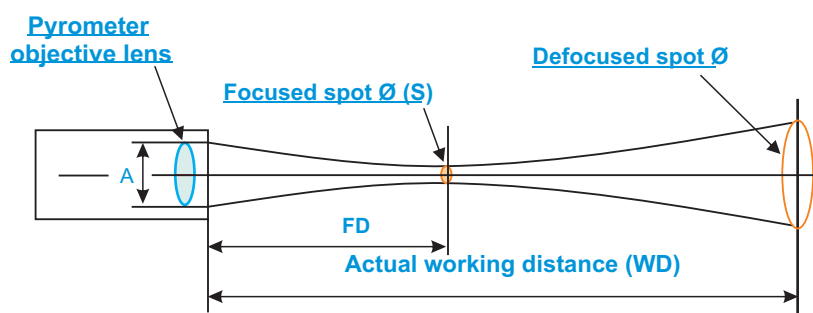 Pyrometer
objective lens
Defocused spot Ø
Focused spot Ø (S)
A
FD
Actual working distance (WD)